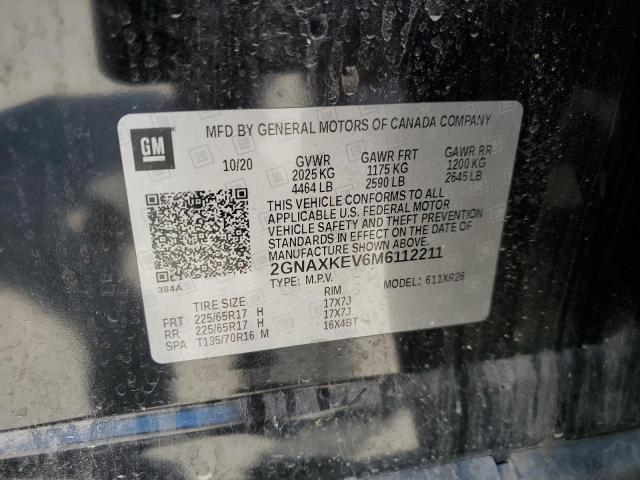 GM
MFD BY GENERAL MOTORS OF CANADA COMPANY
10/20 GVWR GAWR FRT GAWR RR
2025 KG 1175 KG 1200 KG
4464 LB 2590 LB 2645 LB
THIS VEHICLE CONFORMS TO ALL
APPLICABLE U.S. FEDERAL MOTOR
VEHICLE SAFETY AND THEFT PREVENTION
STANDARDS IN EFFECT ON THE DATE OF
MANUFACTURE SHOWN ABOVE.
2GNAXKEV6M6112211
384A TYPE: M.P.V. MODEL: 611XR26
TIRE SIZE RIM
FRT 225/65R17 H 17X7J
RR 225/65R17 H 17X7J
SPA T135/70R16 M 16X4BT